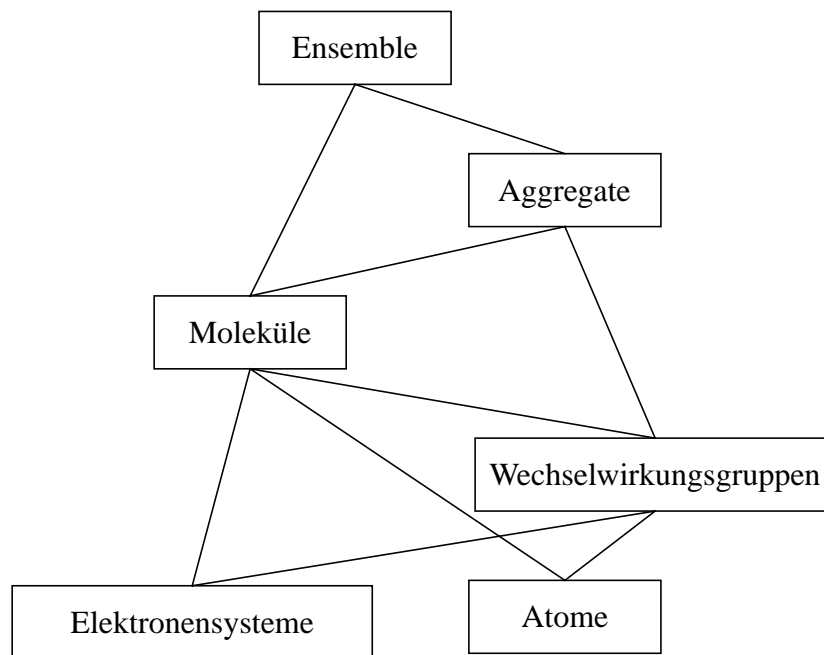 Ensemble
Aggregate
Moleküle
Wechselwirkungsgruppen
Elektronensysteme
Atome